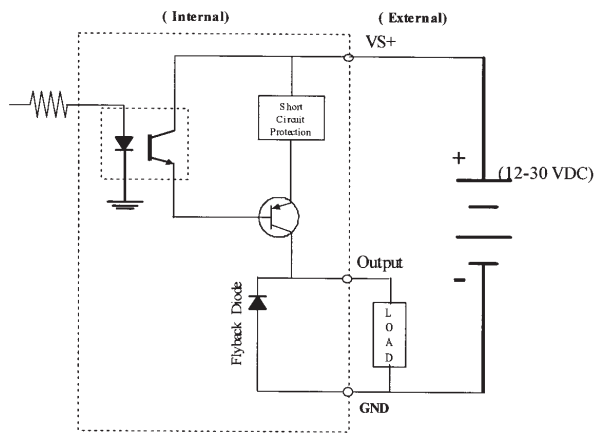 ( Internal)
( External)
VS+
Short
Circuit
Protection
+
(12-30 VDC)
Output
-
Flyback Diode
L
O
A
D
GND